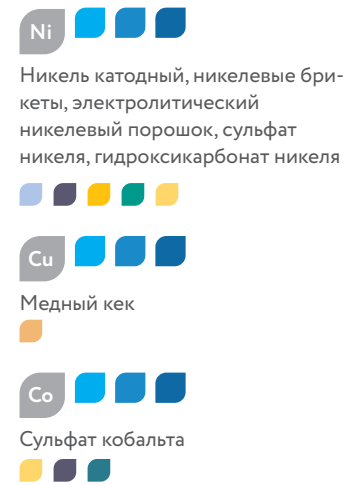 Ni
Никель катодный, никелевые бри-
кеты, электролитический
никелевый порошок, сульфат
никеля, гидроксикарбонат никеля
Cu
Медный кек
Co
Сульфат кобальта